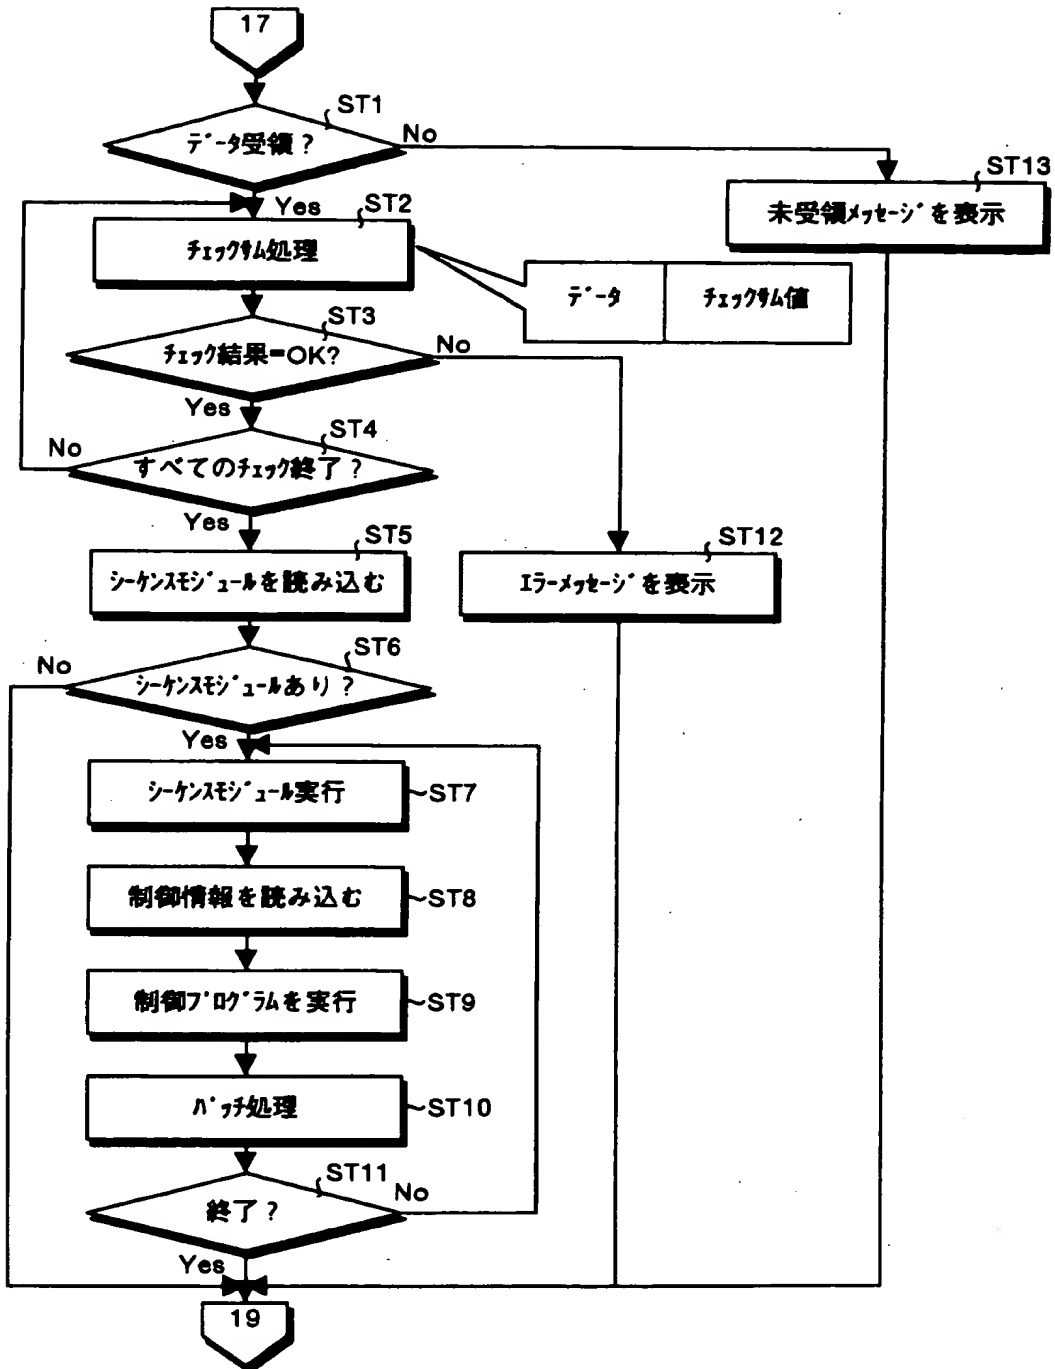 17
ST1
データ受領?
No
Yes
ST13
未受領メッセージを表示
ST2
チェックサム処理
データ
チェックサム値
ST3
チェック結果=OK?
No
Yes
ST4
すべてのチェック終了?
No
Yes
ST5
シーケンスモジュールを読み込む
ST12
エラーメッセージを表示
ST6
シーケンスモジュールあり?
No
Yes
シーケンスモジュール実行
ST7
制御情報を読み込む
ST8
制御プログラムを実行
ST9
バッチ処理
ST10
ST11
終了?
No
Yes
19